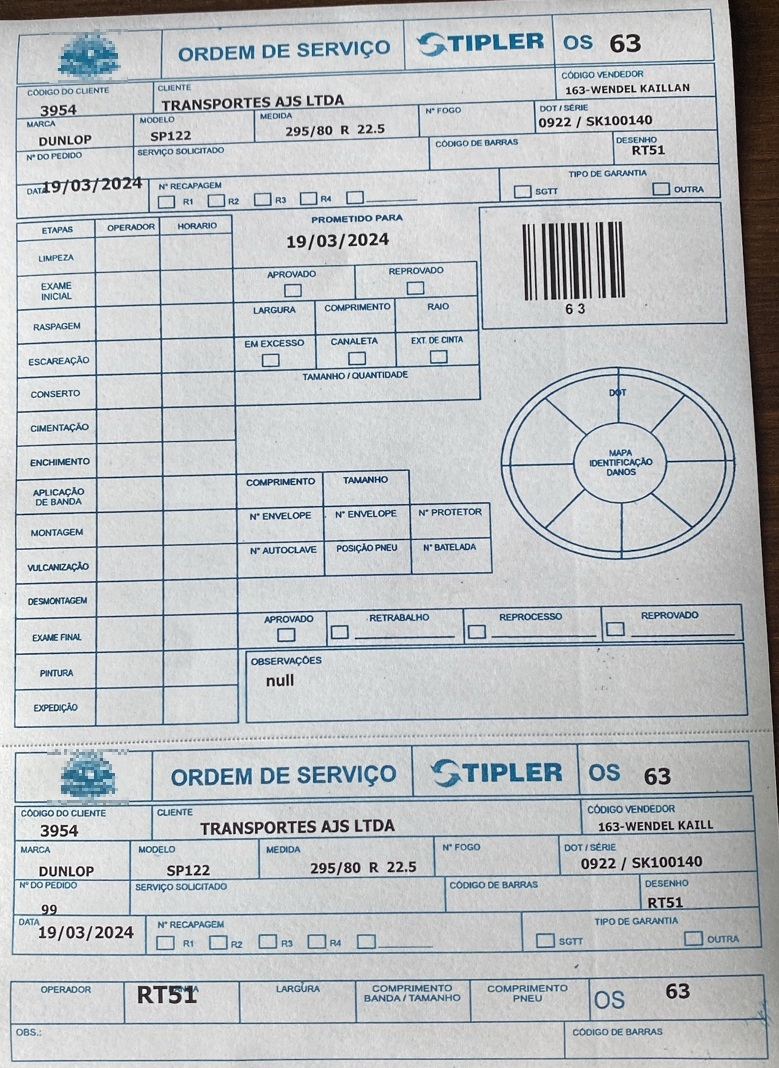 ORDEM DE SERVIÇO TIPLER OS 63
CÓDIGO DO CLIENTE CLIENTE CÓDIGO VENDEDOR
3954 TRANSPORTES AJS LTDA 163-WENDEL KAILLAN
MARCA MODELO MEDIDA Nº FOGO DOT / SÉRIE
DUNLOP SP122 295/80 R 22.5 0922 / SK100140
Nº DO PEDIDO SERVIÇO SOLICITADO CÓDIGO DE BARRAS DESENHO
RT51
DATA 19/03/2024 Nº RECAPAGEM TIPO DE GARANTIA
R1 R2 R3 R4 SGTT OUTRA
ETAPAS OPERADOR HORARIO PROMETIDO PARA
19/03/2024
LIMPEZA
EXAME INICIAL
APROVADO REPROVADO
RASPAGEM
LARGURA COMPRIMENTO RAIO
63
ESCAREAÇÃO
EM EXCESSO CANALETA EXT. DE CINTA
CONSERTO
TAMANHO / QUANTIDADE
DOT
CIMENTAÇÃO
MAPA
IDENTIFICAÇÃO
DANOS
ENCHIMENTO
APLICAÇÃO
DE BANDA
COMPRIMENTO TAMANHO
MONTAGEM
Nº ENVELOPE Nº ENVELOPE Nº PROTETOR
VULCANIZAÇÃO
Nº AUTOCLAVE POSIÇÃO PNEU Nº BATELADA
DESMONTAGEM
EXAME FINAL
APROVADO RETRABALHO REPROCESSO REPROVADO
PINTURA
OBSERVAÇÕES
null
EXPEDIÇÃO
ORDEM DE SERVIÇO TIPLER OS 63
CÓDIGO DO CLIENTE CLIENTE CÓDIGO VENDEDOR
3954 TRANSPORTES AJS LTDA 163-WENDEL KAILL
MARCA MODELO MEDIDA Nº FOGO DOT / SÉRIE
DUNLOP SP122 295/80 R 22.5 0922 / SK100140
Nº DO PEDIDO SERVIÇO SOLICITADO CÓDIGO DE BARRAS DESENHO
99 RT51
DATA Nº RECAPAGEM TIPO DE GARANTIA
19/03/2024 R1 R2 R3 R4 SGTT OUTRA
OPERADOR RT51 LARGURA COMPRIMENTO BANDA / TAMANHO COMPRIMENTO PNEU OS 63
OBS.: CÓDIGO DE BARRAS